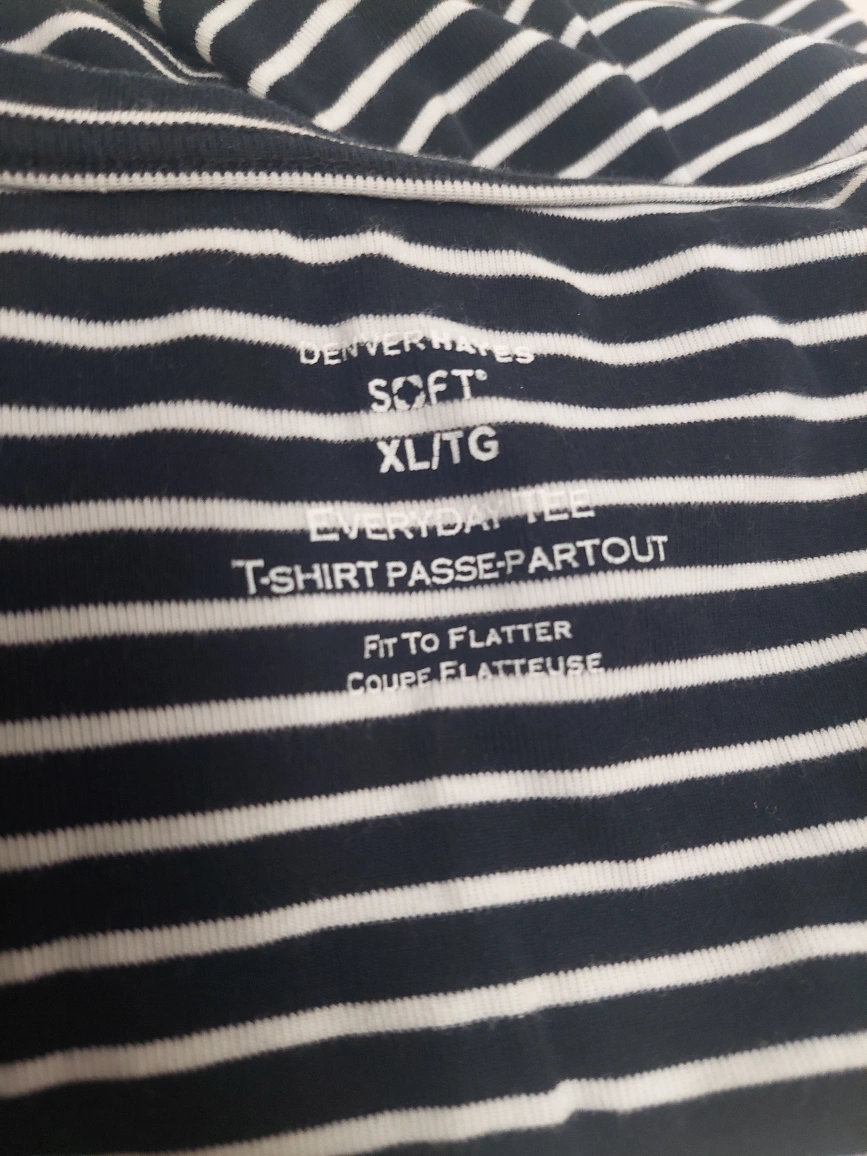 DENVER HAYES
SOFT®
XL/TG
EVERYDAY TEE
T-SHIRT PASSE-PARTOUT
FIT TO FLATTER
COUPE FLATTEUSE